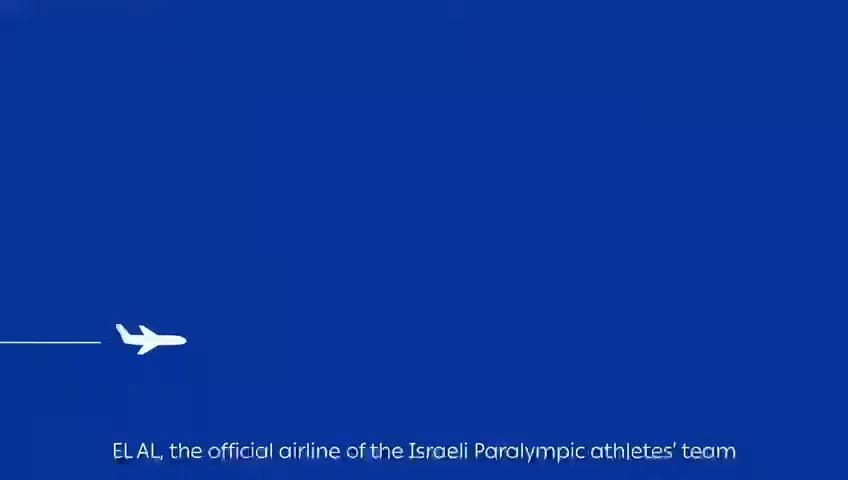 EL AL, the official airline of the Israeli Paralympic athletes' team